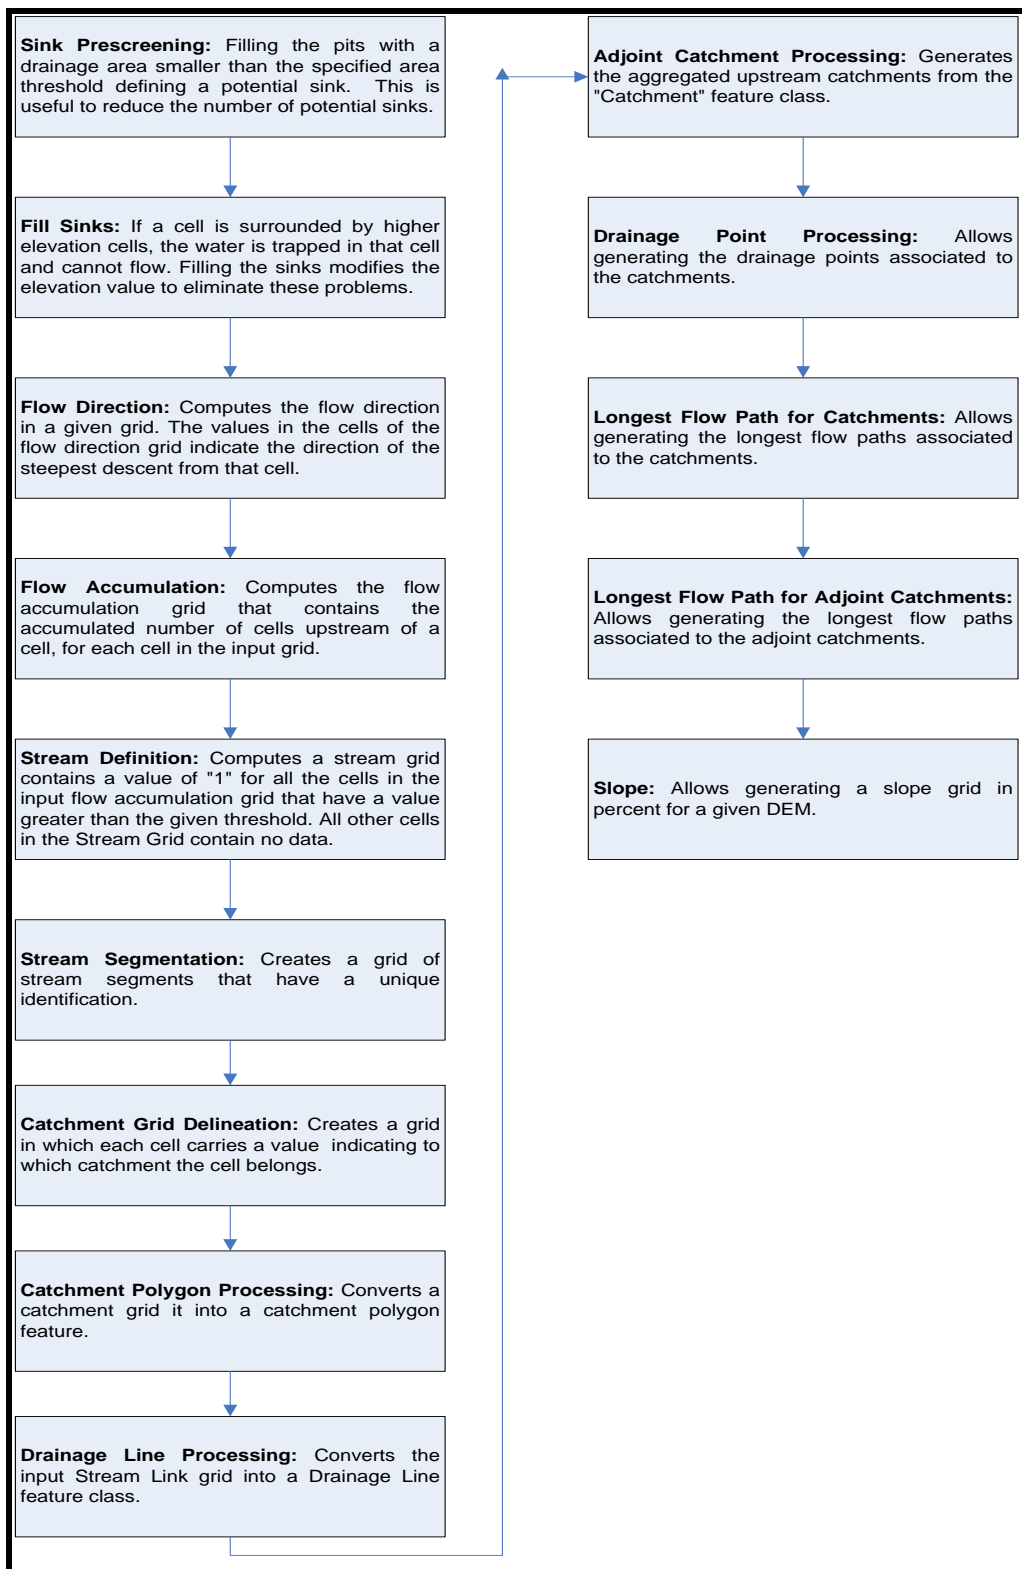 Sink Prescreening: Filling the pits with a
drainage area smaller than the specified area
threshold defining a potential sink. This is
useful to reduce the number of potential sinks.
Fill Sinks: If a cell is surrounded by higher
elevation cells, the water is trapped in that cell
and cannot flow. Filling the sinks modifies the
elevation value to eliminate these problems.
Flow Direction: Computes the flow direction
in a given grid. The values in the cells of the
flow direction grid indicate the direction of the
steepest descent from that cell.
Flow Accumulation: Computes the flow
accumulation grid that contains the
accumulated number of cells upstream of a
cell, for each cell in the input grid.
Stream Definition: Computes a stream grid
contains a value of "1" for all the cells in the
input flow accumulation grid that have a value
greater than the given threshold. All other cells
in the Stream Grid contain no data.
Stream Segmentation: Creates a grid of
stream segments that have a unique
identification.
Catchment Grid Delineation: Creates a grid
in which each cell carries a value indicating to
which catchment the cell belongs.
Catchment Polygon Processing: Converts a
catchment grid it into a catchment polygon
feature.
Drainage Line Processing: Converts the
input Stream Link grid into a Drainage Line
feature class.
Adjoint Catchment Processing: Generates
the aggregated upstream catchments from the
"Catchment" feature class.
Drainage Point Processing: Allows
generating the drainage points associated to
the catchments.
Longest Flow Path for Catchments: Allows
generating the longest flow paths associated
to the catchments.
Longest Flow Path for Adjoint Catchments:
Allows generating the longest flow paths
associated to the adjoint catchments.
Slope: Allows generating a slope grid in
percent for a given DEM.